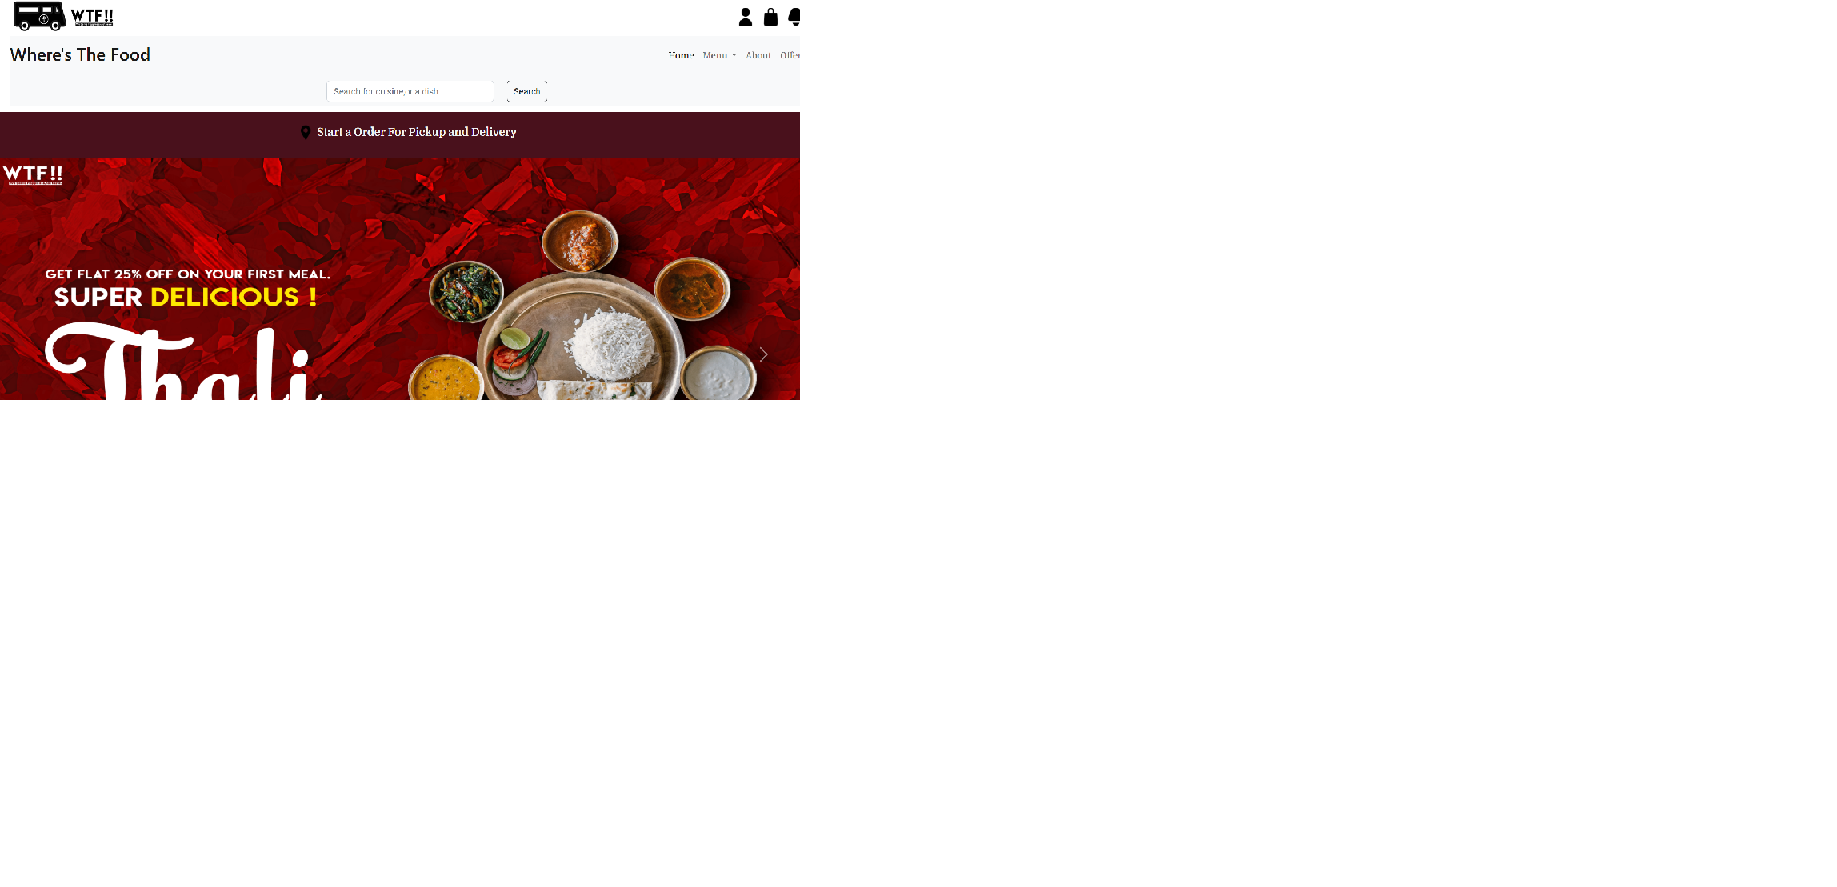 WTF!!
Where's The Food
Home Menu About Offe
Search for cuisine, r a dish
Search
Start a Order For Pickup and Delivery
WTF!!
GET FLAT 25% OFF ON YOUR FIRST MEAL.
SUPER DELICIOUS !
Thali